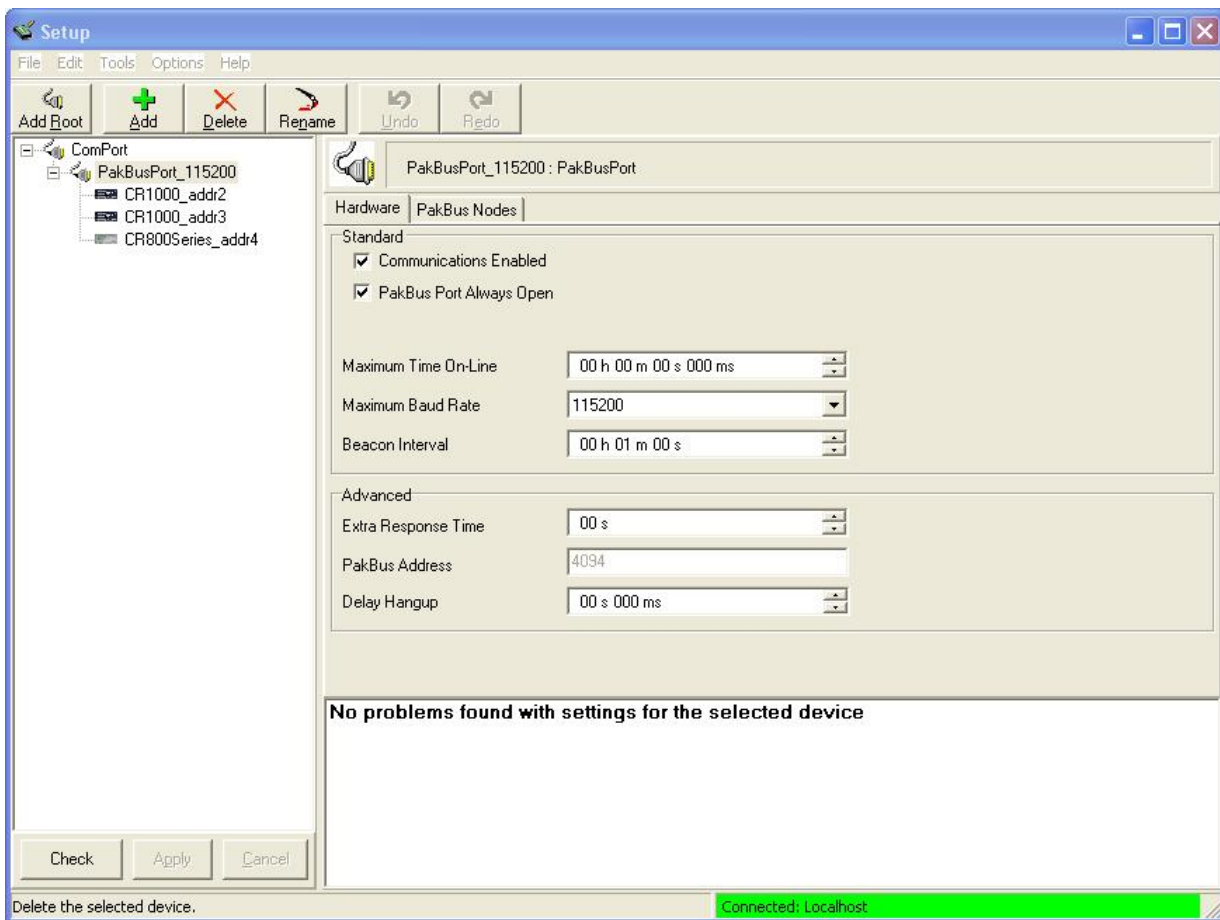 Setup
File Edit Tools Options Help
Add Root Add Delete Rename Undo Redo
ComPort
PakBusPort_115200
CR1000_addr2
CR1000_addr3
CR800Series_addr4
PakBusPort_115200 : PakBusPort
Hardware PakBus Nodes
Standard
Communications Enabled
PakBus Port Always Open
Maximum Time On-Line 00 h 00 m 00 s 000 ms
Maximum Baud Rate 115200
Beacon Interval 00 h 01 m 00 s
Advanced
Extra Response Time 00 s
PakBus Address 4094
Delay Hangup 00 s 000 ms
No problems found with settings for the selected device
Check Apply Cancel
Delete the selected device. Connected: Localhost